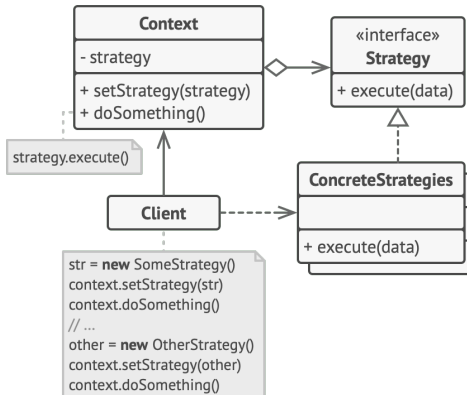 Context
- strategy
+ setStrategy(strategy)
+ doSomething()
«interface»
Strategy
+ execute(data)
strategy.execute()
Client
ConcreteStrategies
+ execute(data)
str = new SomeStrategy()
context.setStrategy(str)
context.doSomething()
// ...
other = new OtherStrategy()
context.setStrategy(other)
context.doSomething()